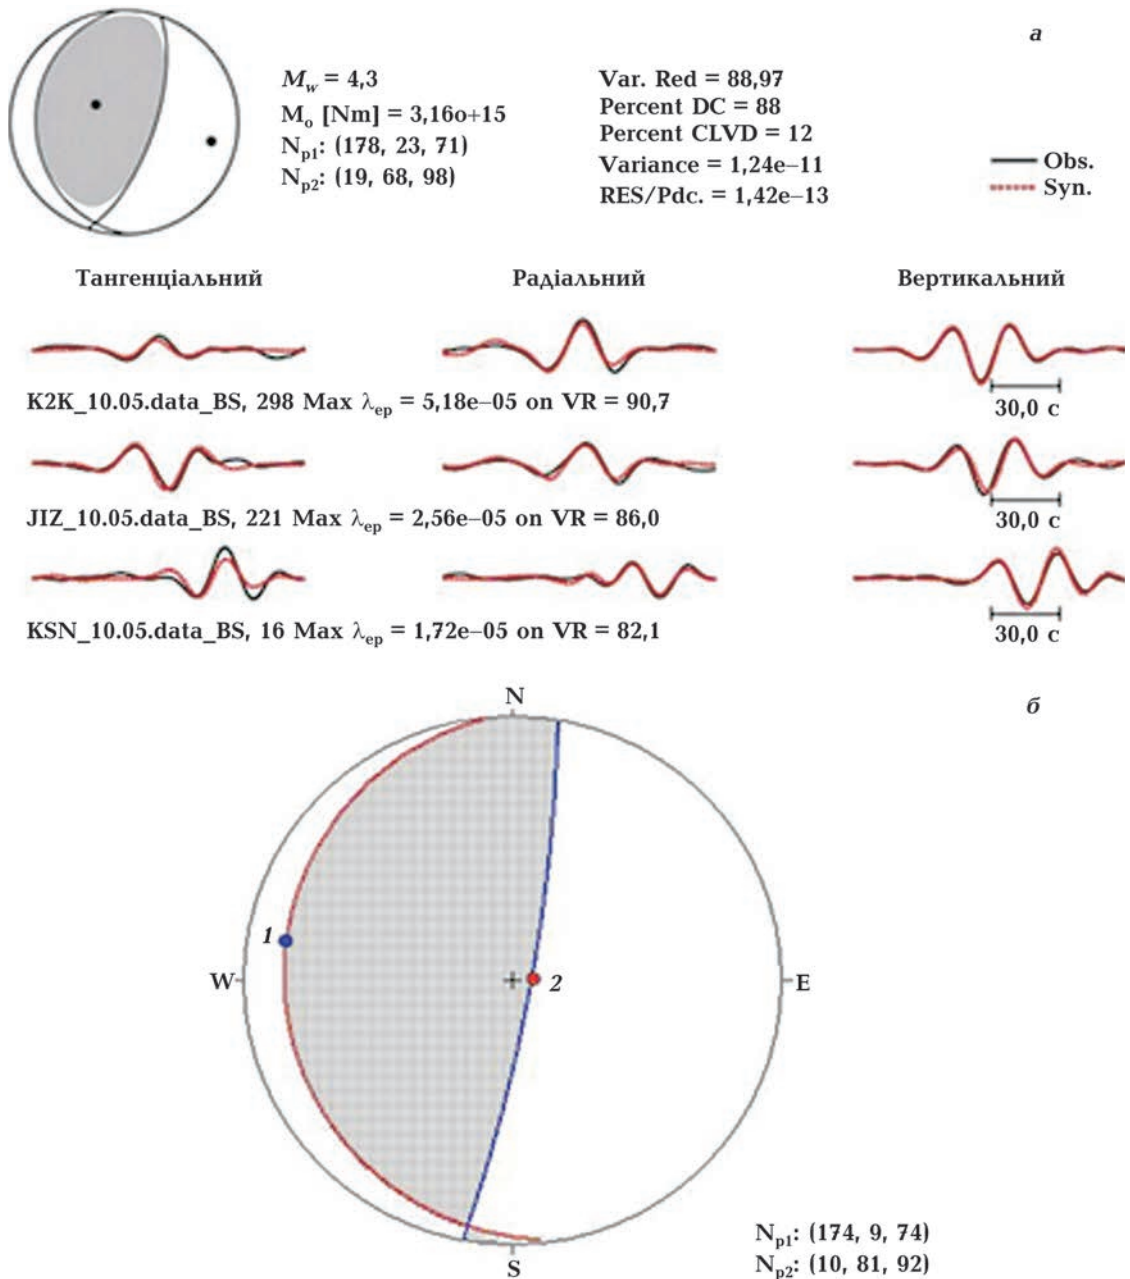 а
M_w = 4,3
M_o [Nm] = 3,16o+15
N_p1: (178, 23, 71)
N_p2: (19, 68, 98)
Var. Red = 88,97
Percent DC = 88
Percent CLVD = 12
Variance = 1,24e–11
RES/Pdc. = 1,42e–13
Obs.
Syn.
Тангенціальний Радіальний Вертикальний
30,0 с
K2K_10.05.data_BS, 298 Max λ_ep = 5,18e–05 on VR = 90,7
30,0 с
JIZ_10.05.data_BS, 221 Max λ_ep = 2,56e–05 on VR = 86,0
30,0 с
KSN_10.05.data_BS, 16 Max λ_ep = 1,72e–05 on VR = 82,1
б
N
1
W
2
E
S
N_p1: (174, 9, 74)
N_p2: (10, 81, 92)